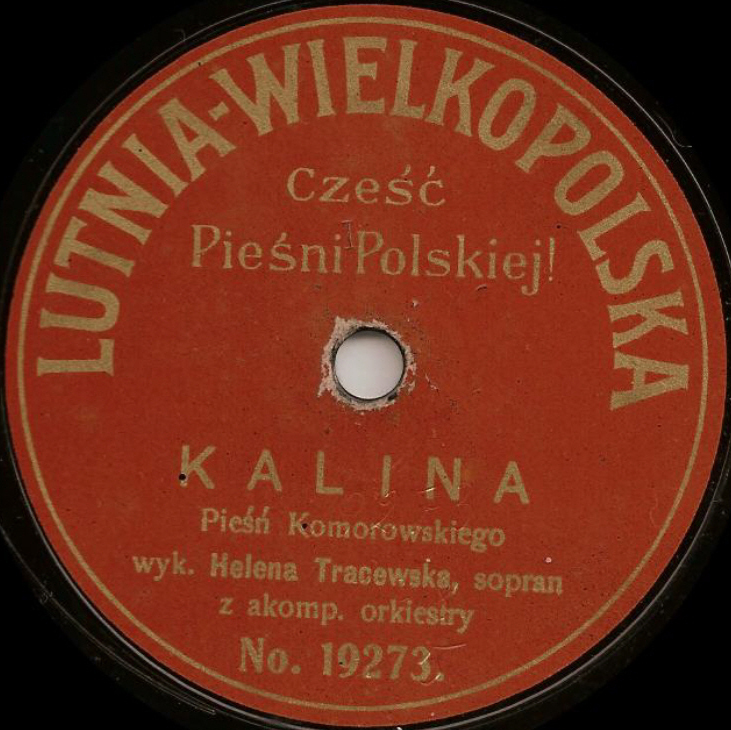 LUTNIA-WIELKOPOLSKA
Cześć
Pieśni Polskiej!
KALINA
Pieśń Komorowskiego
wyk. Helena Tracewska, sopran
z akomp. orkiestry
No. 19273.